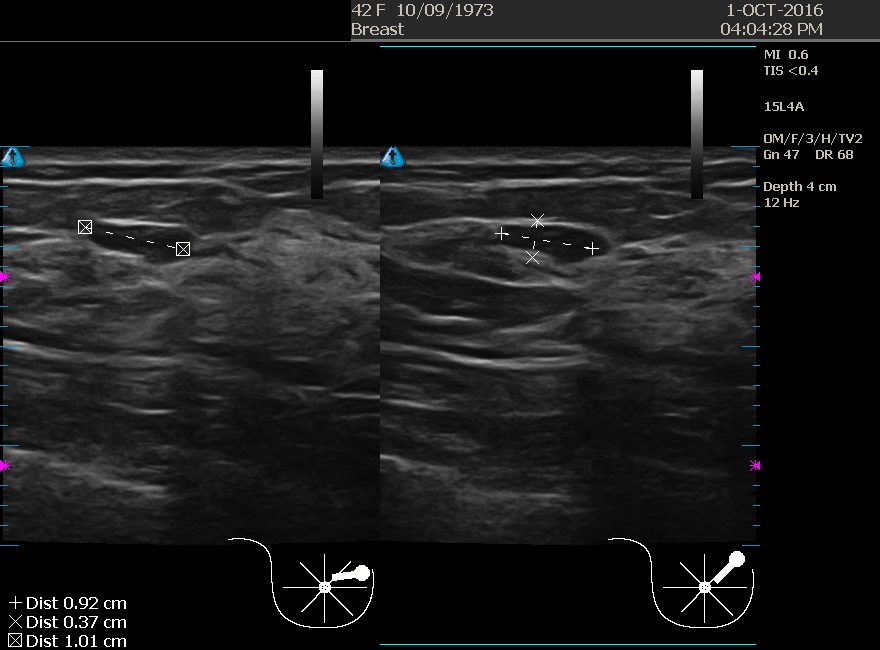 42 F 10/09/1973 1-OCT-2016
Breast 04:04:28 PM
MI 0.6
TIS <0.4
15L4A
OM/F/3/H/TV2
Gn 47 DR 68
Depth 4 cm
12 Hz
Dist 0.92 cm
Dist 0.37 cm
Dist 1.01 cm